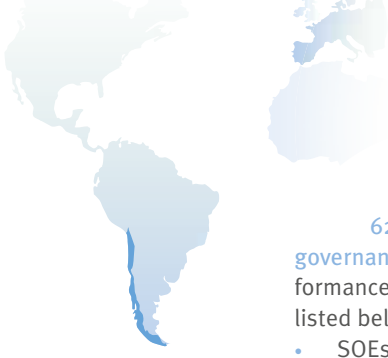 62
governan
formance
listed bel
• SOEs